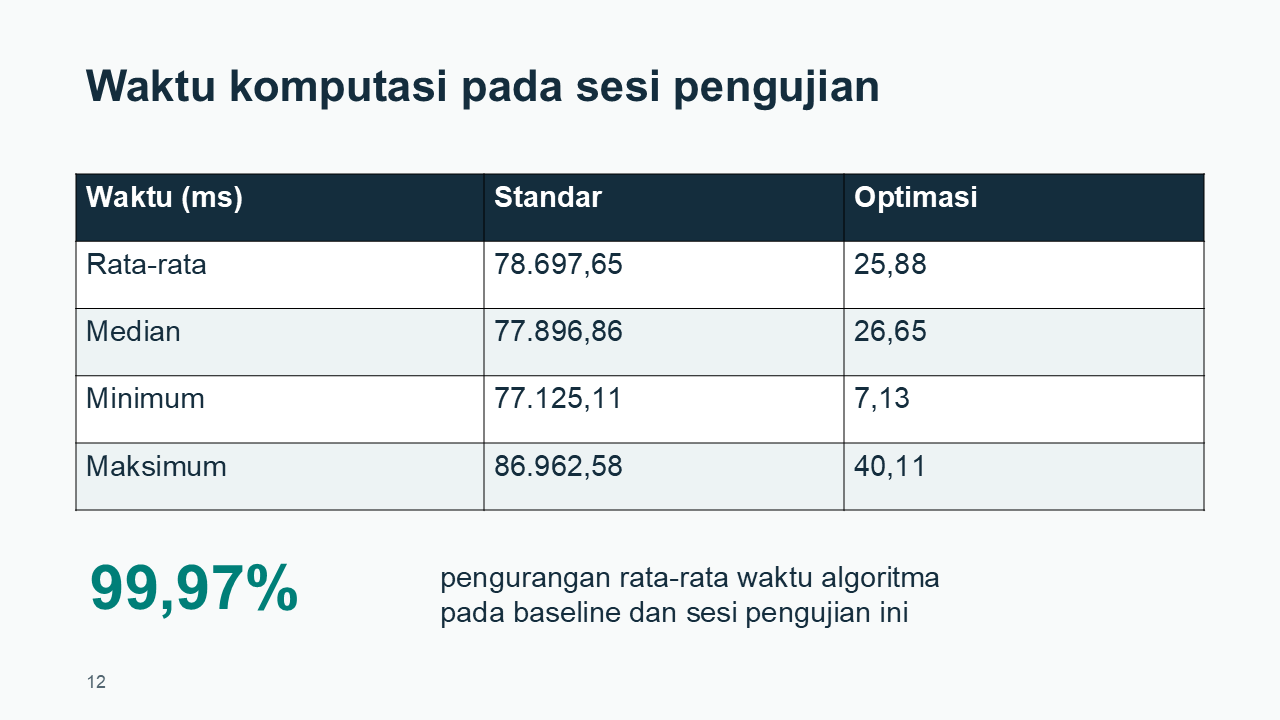 Waktu komputasi pada sesi pengujian
Waktu (ms) Standar Optimasi
Rata-rata 78.697,65 25,88
Median 77.896,86 26,65
Minimum 77.125,11 7,13
Maksimum 86.962,58 40,11
99,97%
pengurangan rata-rata waktu algoritma
pada baseline dan sesi pengujian ini
12